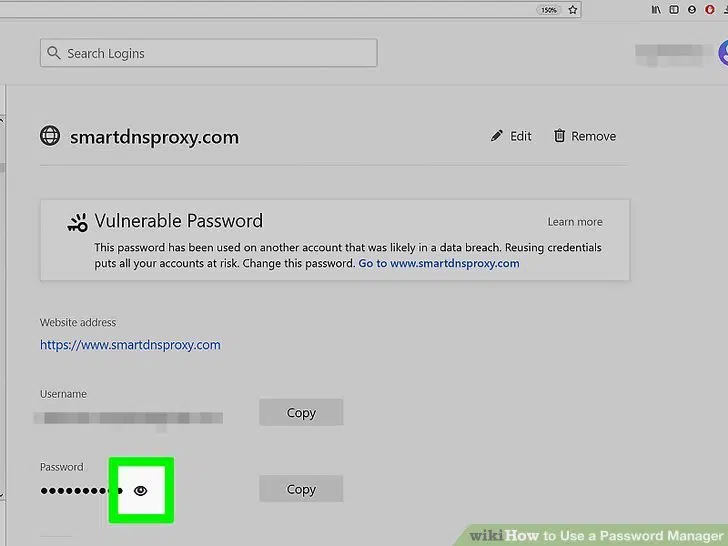 150%
Search Logins
smartdnsproxy.com
Edit
Remove
Vulnerable Password
Learn more
This password has been used on another account that was likely in a data breach. Reusing credentials
puts all your accounts at risk. Change this password. Go to www.smartdnsproxy.com
Website address
https://www.smartdnsproxy.com
Username
Copy
Password
Copy
wikiHow to Use a Password Manager